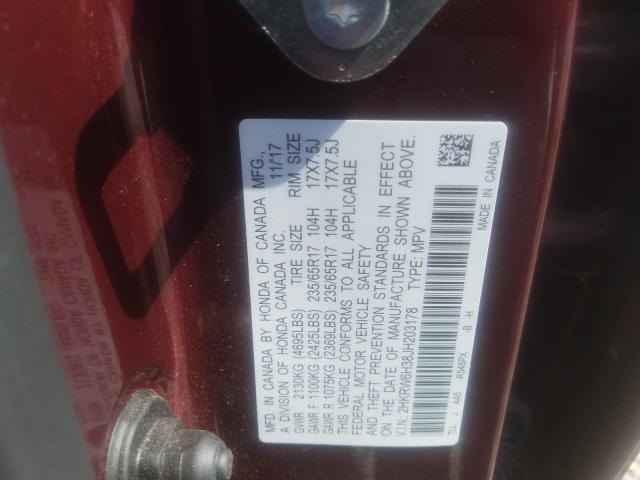 MFD. IN CANADA BY HONDA OF CANADA MFG., 11/17
A DIVISION OF HONDA CANADA INC.
TIRE SIZE RIM SIZE
GVWR 2130KG (4695LBS)
GAWR F 1100KG (2425LBS) 235/65R17 104H 17X7.5J
GAWR R 1075KG (2369LBS) 235/65R17 104H 17X7.5J
THIS VEHICLE CONFORMS TO ALL APPLICABLE
FEDERAL MOTOR VEHICLE SAFETY
AND THEFT PREVENTION STANDARDS IN EFFECT
ON THE DATE OF MANUFACTURE SHOWN ABOVE.
V.I.N: 2HKRW6H38JH203178 TYPE: MPV
TLL J AA5 -B -H
MADE IN CANADA